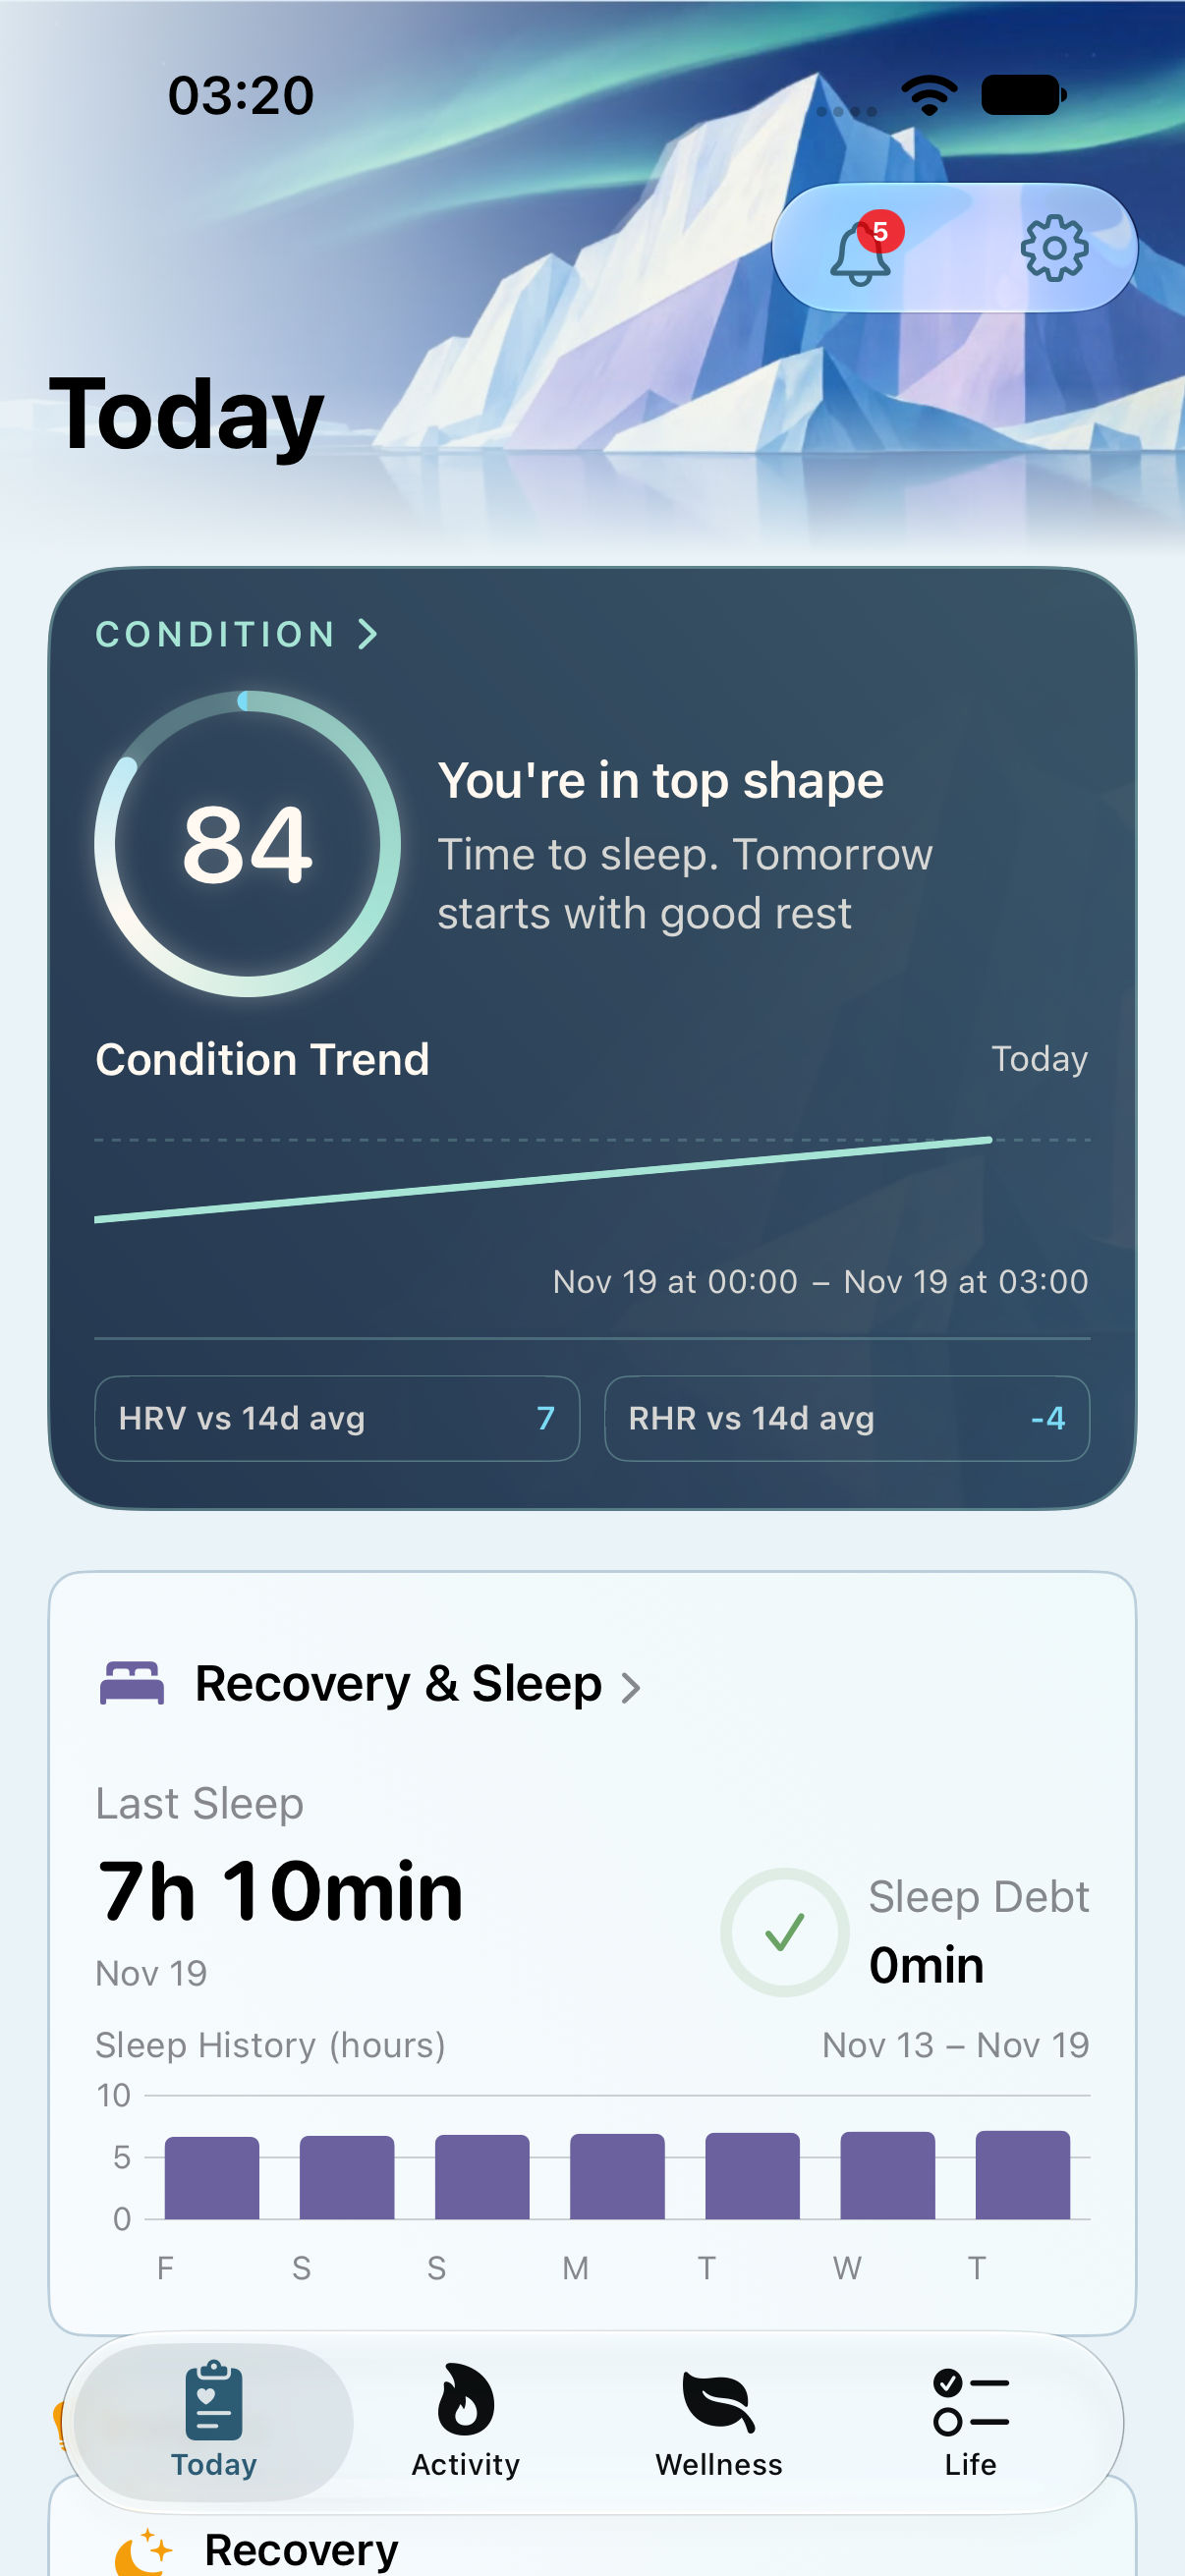 03:20
5
Today
CONDITION
84
You're in top shape
Time to sleep. Tomorrow
starts with good rest
Condition Trend
Today
Nov 19 at 00:00 – Nov 19 at 03:00
HRV vs 14d avg 7
RHR vs 14d avg -4
Recovery & Sleep
Last Sleep
7h 10min
Nov 19
Sleep Debt
0min
Sleep History (hours)
Nov 13 – Nov 19
10
5
0
F S S M T W T
Today
Activity
Wellness
Life
Recovery